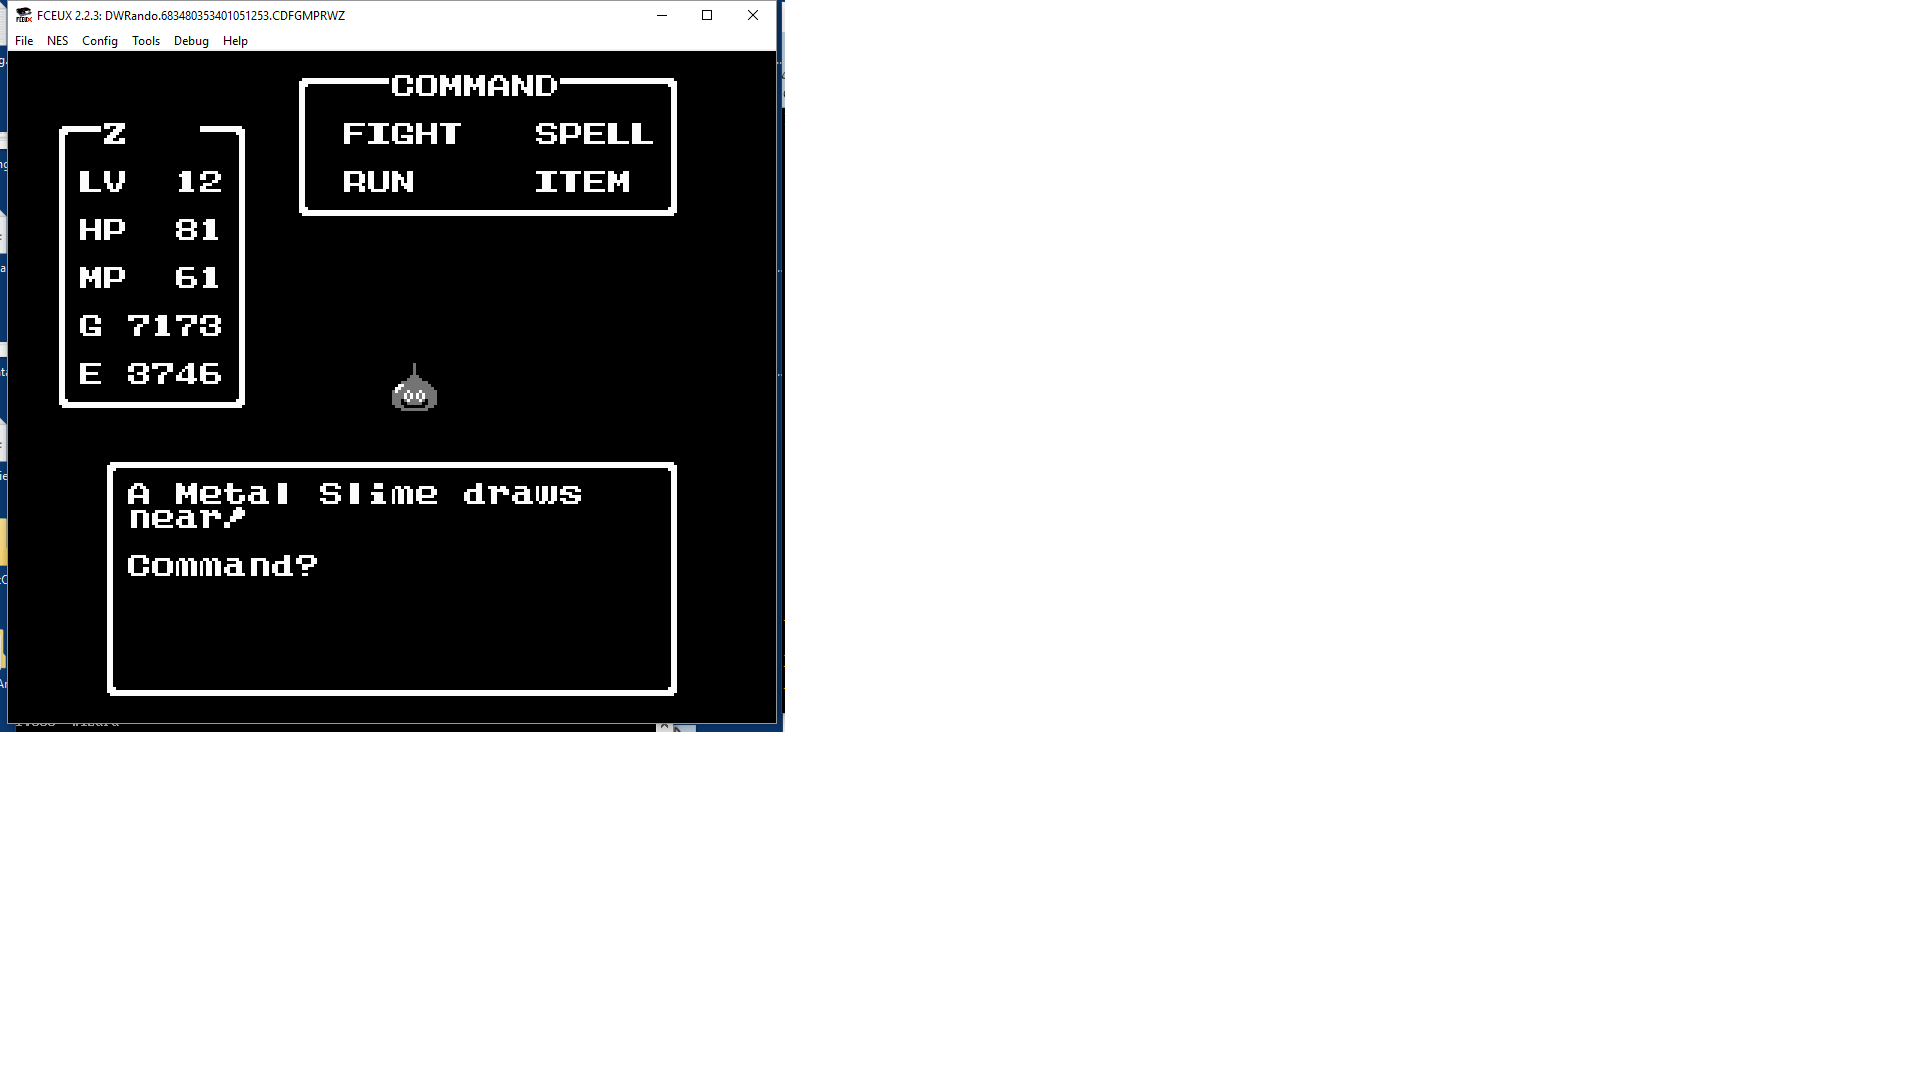 FCEUX 2.2.3: DWRando.683480353401051253.CDFGMPRWZ
File NES Config Tools Debug Help
COMMAND
FIGHT SPELL
RUN ITEM
Z
LV 12
HP 81
MP 61
G 7173
E 3746
A Metal Slime draws
near!
Command?